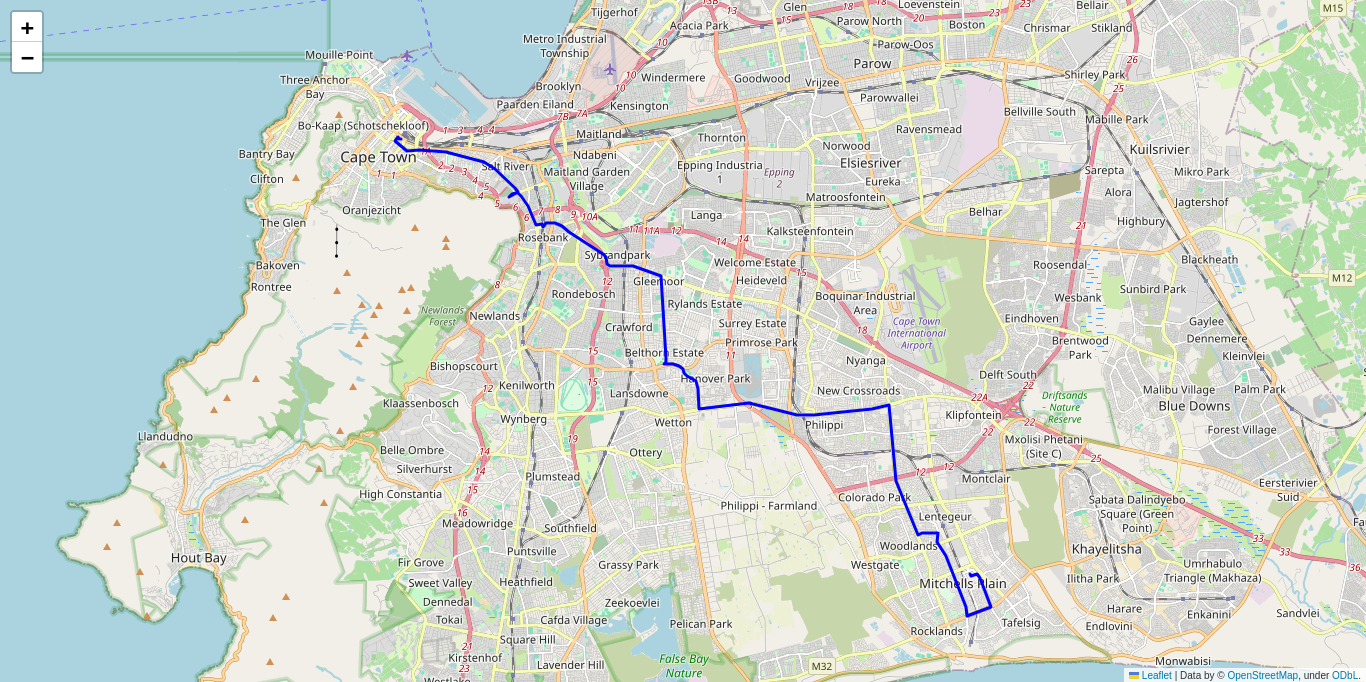 +
−
Tijgerhof
Acacia Park
13B
Glen
Parow North
Loevenstein
Bellair
M15
Boston
Chrismar
Stikland
Metro Industrial
Township
Parow-Oos
Mouille Point
Three Anchor
Bay
Windermere
Goodwood
Vrijzee
Parow
Shirley Park
Brooklyn
Paarden Eiland
Kensington
Parowvallei
Bellville South
Mabille Park
Bo-Kaap (Schotschekloof)
Maitland
Thornton
Ravensmead
Norwood
Kuilsrivier
Bantry Bay
Cape Town
Salt River
Ndabeni
Epping Industria
1
Epping
2
Elsiesriver
Clifton
Maitland Garden
Village
Eureka
Sarepta
Mikro Park
Matroosfontein
Alora
Jagtershof
Oranjezicht
Langa
Belhar
Highbury
The Glen
Rosebank
Kalksteenfontein
Bakoven
Sybrandpark
Welcome Estate
Roosendal
Blackheath
Rontree
Gleemoor
Heideveld
M12
Rondebosch
Rylands Estate
Boquinar Industrial
Area
Wesbank
Sunbird Park
Newlands
Forest
Newlands
Crawford
Surrey Estate
Cape Town
International
Airport
Eindhoven
Gaylee
Primrose Park
Brentwood
Park
Dennemere
Belthorn Estate
Nyanga
Kleinvlei
Bishopscourt
Hanover Park
Delft South
Kenilworth
Lansdowne
New Crossroads
Malibu Village
Palm Park
Klaassenbosch
Driftsands
- Nature -
Reserve
Blue Downs
Wynberg
Wetton
Philippi
Klipfontein
Forest Village
Llandudno
Belle Ombre
Ottery
Mxolisi Phetani
(Site C)
Silverhurst
Plumstead
Montclair
Eersterivier
Suid
High Constantia
Philippi - Farmland
Colorado Park
Sabata Dalindyebo
Square (Green
Point)
Meadowridge
Southfield
Lentegeur
Hout Bay
Puntsville
Woodlands
Khayelitsha
Fir Grove
Grassy Park
Westgate
Umrhabulo
Triangle (Makhaza)
Sweet Valley
Heathfield
Mitchells Plain
Ilitha Park
Dennedal
Zeekoevlei
Harare
Enkanini
Sandvlei
Tokai
Cafda Village
Pelican Park
Tafelsig
Endlovini
Square Hill
Rocklands
Kirstenhof
Lavender Hill
False Bay
Nature
M32
Monwabisi
Leaflet | Data by © OpenStreetMap, under ODbL.